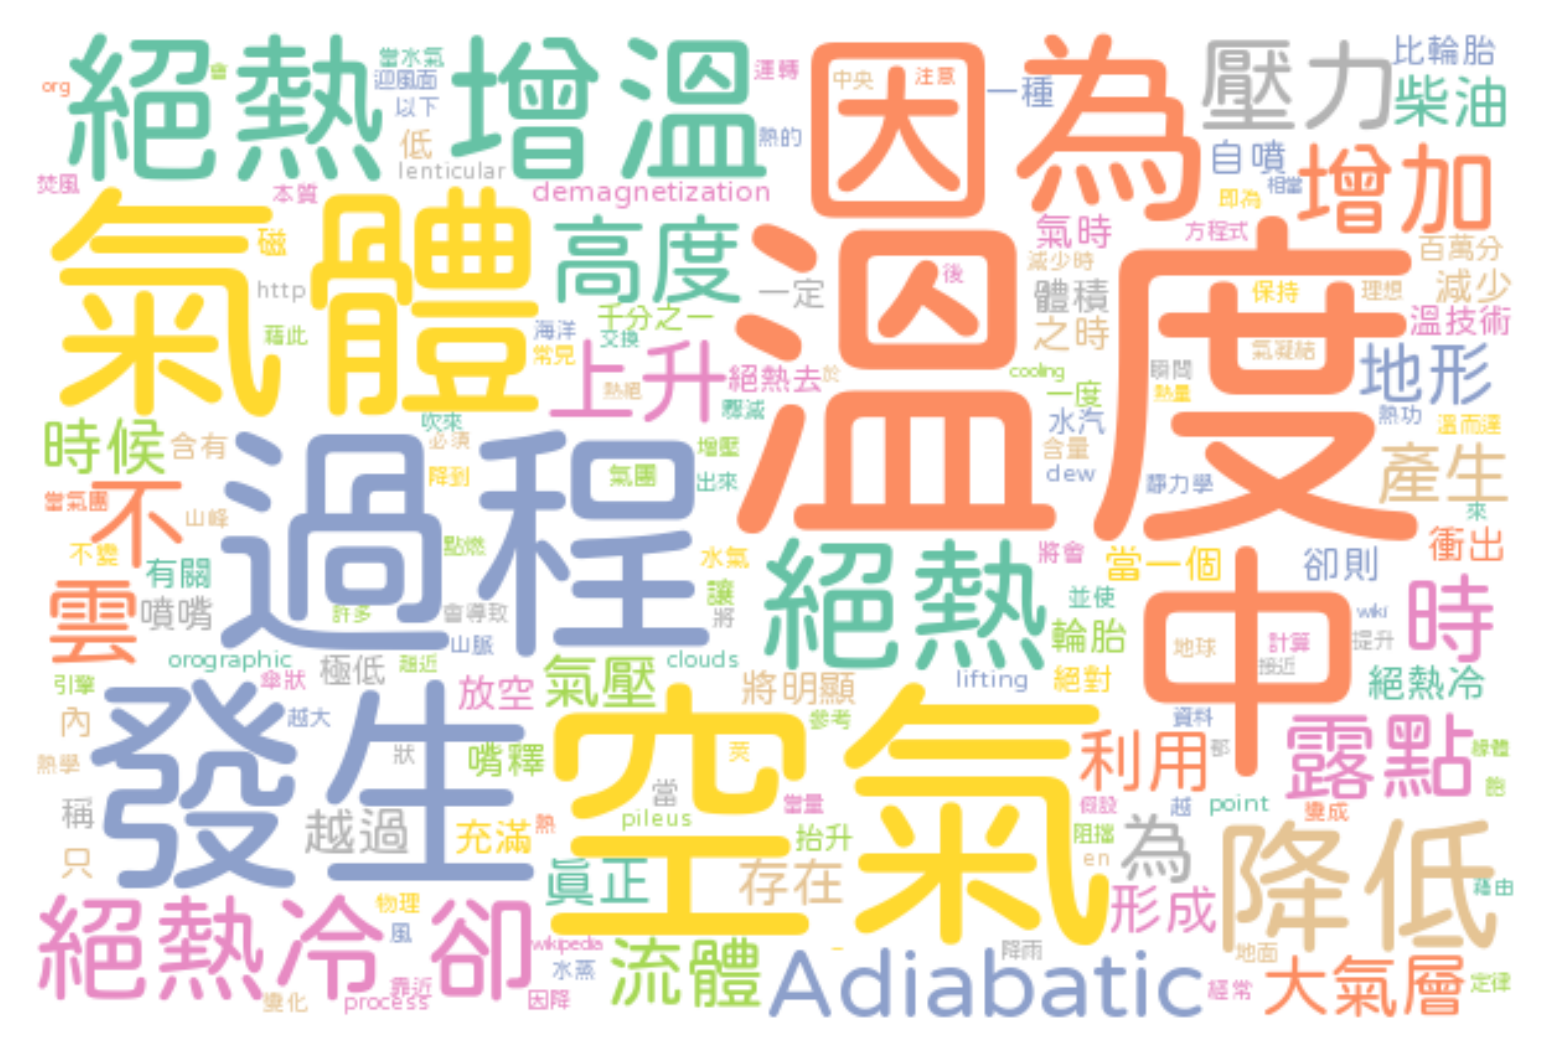 絕熱增溫
因為
壓力
比輪胎
柴油
當水氣
會
迎風面
org
以下
低
lenticular
運轉
中央
注意
一種
熱的
自噴
相當
增加
焚風
本質
demagnetization
即為
氣體
磁
http
藉此
高度
千分之一
海洋
交換
常見
熱絕
一定
溫度
後
氣時
減少時
體積
之時
方程式
百萬分
保持
理想
減少
溫技術
氣凝結
地形
上升
絕熱去
於
驟減
cooling
一度
瞬間
熱量
水汽
熱功
溫而達
時候
含有
吹來
必須
降到
氣團
增壓
出來
含量
dew
靜力學
產生
來
當氣團
不
山峰
過程
點燃
不變
有關
水氣
將會
當一個
卻則
衝出
雲
噴嘴
許多
會導致
山脈
讓
將
絕熱
並使
輪胎
中
wiki
地球
計算
提升
接近
時
orographic
極低
趨近
clouds
引擎
傘狀
放空
氣壓
將明顯
lifting
絕對
絕熱冷
內
越大
發生
狀
嘴釋
參考
資料
熱學
空氣
當
pileus
當量
利用
露點
稱
越過
充滿
熱
抬升
假設
越
point
變成
阻擋
en
為
降低
只
眞正
存在
形成
藉由
絕熱冷卻
物理
風
靠近
變化
process
wikipedia
水蒸
因降
流體
Adiabatic
降雨
地面
經常
大氣層
定律